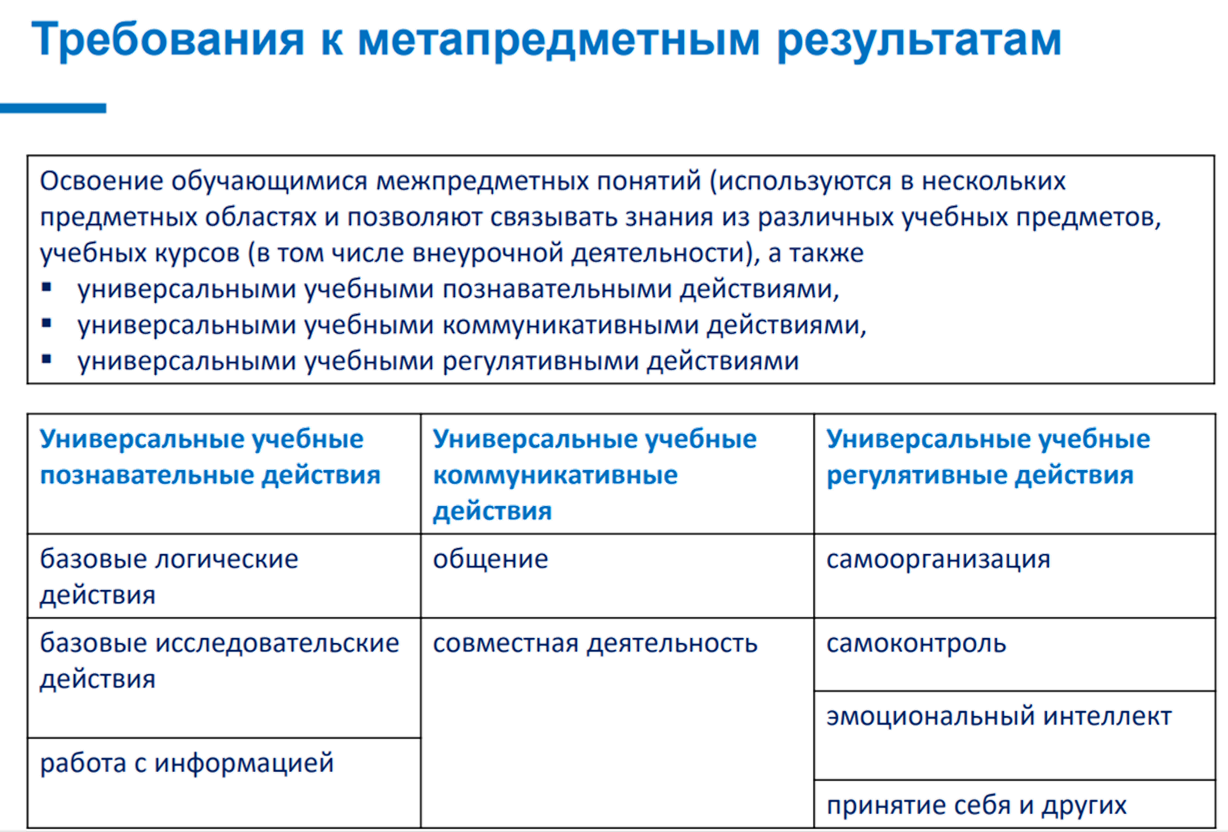 Требования к метапредметным результатам
Освоение обучающимися межпредметных понятий (используются в нескольких
предметных областях и позволяют связывать знания из различных учебных предметов,
учебных курсов (в том числе внеурочной деятельности), а также
▪ универсальными учебными познавательными действиями,
▪ универсальными учебными коммуникативными действиями,
▪ универсальными учебными регулятивными действиями
Универсальные учебные
познавательные действия
Универсальные учебные
коммуникативные
действия
Универсальные учебные
регулятивные действия
базовые логические
действия
общение
самоорганизация
базовые исследовательские
действия
совместная деятельность
самоконтроль
эмоциональный интеллект
работа с информацией
принятие себя и других